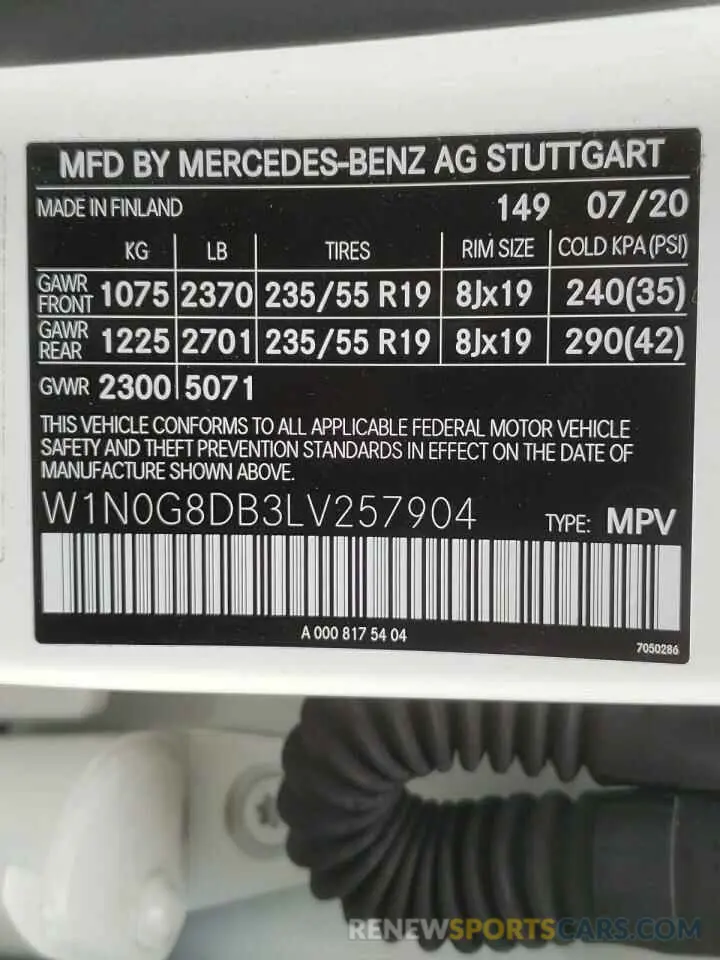 MFD BY MERCEDES-BENZ AG STUTTGART
MADE IN FINLAND 149 07/20
KG LB TIRES RIM SIZE COLD KPA (PSI)
GAWR FRONT 1075 2370 235/55 R19 8Jx19 240(35)
GAWR REAR 1225 2701 235/55 R19 8Jx19 290(42)
GVWR 2300 5071
THIS VEHICLE CONFORMS TO ALL APPLICABLE FEDERAL MOTOR VEHICLE
SAFETY AND THEFT PREVENTION STANDARDS IN EFFECT ON THE DATE OF
MANUFACTURE SHOWN ABOVE.
W1N0G8DB3LV257904 TYPE: MPV
A 000 817 54 04
7050286
RENEWSPORTSCARS.COM